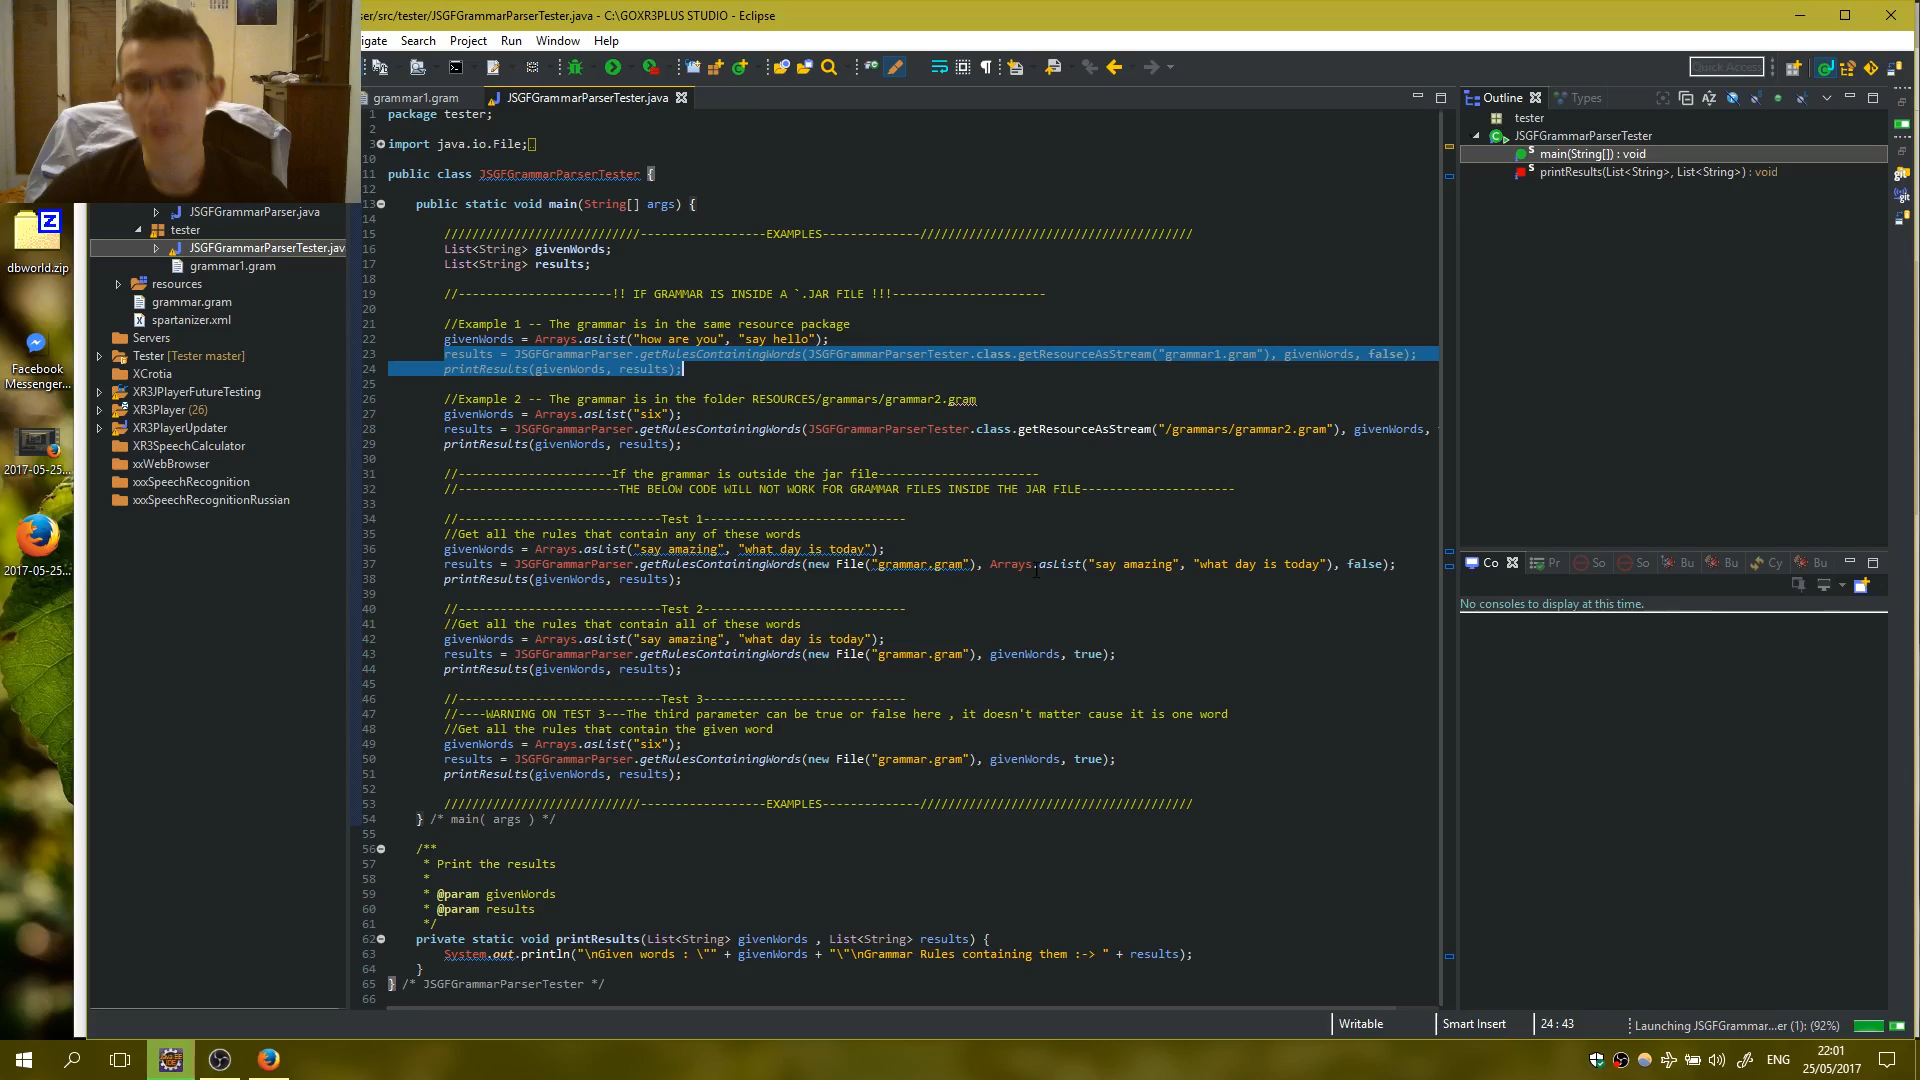 ser/src/tester/JSGFGrammarParserTester.java - C:\GOXR3PLUS STUDIO - Eclipse
igate Search Project Run Window Help
Quick Access
grammar1.gram
JSGFGrammarParserTester.java
1 package tester;
2
3 import java.io.File;
10
11 public class JSGFGrammarParserTester {
12
13 public static void main(String[] args) {
14
15 ////////////////////////////------------------EXAMPLES--------------///////////////////////////////////////
16 List<String> givenWords;
17 List<String> results;
18
19 //----------------------!! IF GRAMMAR IS INSIDE A `.JAR FILE !!!----------------------
20
21 //Example 1 -- The grammar is in the same resource package
22 givenWords = Arrays.asList("how are you", "say hello");
23 results = JSGFGrammarParser.getRulesContainingWords(JSGFGrammarParserTester.class.getResourceAsStream("grammar1.gram"), givenWords, false);
24 printResults(givenWords, results);
25
26 //Example 2 -- The grammar is in the folder RESOURCES/grammars/grammar2.gram
27 givenWords = Arrays.asList("six");
28 results = JSGFGrammarParser.getRulesContainingWords(JSGFGrammarParserTester.class.getResourceAsStream("/grammars/grammar2.gram"), givenWords,
29 printResults(givenWords, results);
30
31 //----------------------If the grammar is outside the jar file-----------------------
32 //-----------------------THE BELOW CODE WILL NOT WORK FOR GRAMMAR FILES INSIDE THE JAR FILE----------------------
33
34 //-----------------------------Test 1-----------------------------
35 //Get all the rules that contain any of these words
36 givenWords = Arrays.asList("say amazing", "what day is today");
37 results = JSGFGrammarParser.getRulesContainingWords(new File("grammar.gram"), Arrays.asList("say amazing", "what day is today"), false);
38 printResults(givenWords, results);
39
40 //-----------------------------Test 2-----------------------------
41 //Get all the rules that contain all of these words
42 givenWords = Arrays.asList("say amazing", "what day is today");
43 results = JSGFGrammarParser.getRulesContainingWords(new File("grammar.gram"), givenWords, true);
44 printResults(givenWords, results);
45
46 //-----------------------------Test 3-----------------------------
47 //----WARNING ON TEST 3---The third parameter can be true or false here , it doesn't matter cause it is one word
48 //Get all the rules that contain the given word
49 givenWords = Arrays.asList("six");
50 results = JSGFGrammarParser.getRulesContainingWords(new File("grammar.gram"), givenWords, true);
51 printResults(givenWords, results);
52
53 ////////////////////////////------------------EXAMPLES--------------///////////////////////////////////////
54 } /* main( args ) */
55
56 /**
57 * Print the results
58 *
59 * @param givenWords
60 * @param results
61 */
62 private static void printResults(List<String> givenWords , List<String> results) {
63 System.out.println("\nGiven words : \"" + givenWords + "\"\nGrammar Rules containing them :-> " + results);
64 }
65 } /* JSGFGrammarParserTester */
66
JSGFGrammarParser.java
tester
JSGFGrammarParserTester.jav
grammar1.gram
resources
grammar.gram
spartanizer.xml
Servers
Tester [Tester master]
XCrotia
XR3JPlayerFutureTesting
XR3Player (26)
XR3PlayerUpdater
XR3SpeechCalculator
xxWebBrowser
xxxSpeechRecognition
xxxSpeechRecognitionRussian
dbworld.zip
Facebook
Messenger...
2017-05-25...
2017-05-25...
Outline
Types
tester
JSGFGrammarParserTester
main(String[]) : void
printResults(List<String>, List<String>) : void
Co Pr So So Bu Bu Cy Bu
No consoles to display at this time.
Writable
Smart Insert
24 : 43
Launching JSGFGrammar...er (1): (92%)
ENG
22:01
25/05/2017